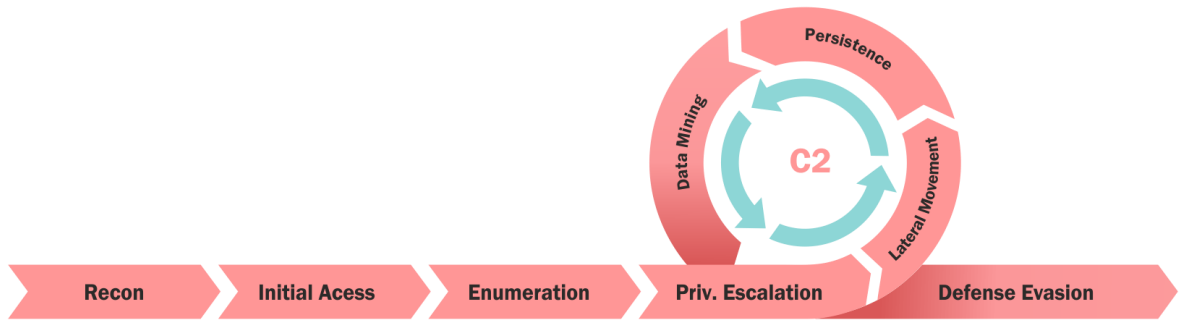 Persistence
Data Mining
C2
Lateral Movement
Recon
Initial Acess
Enumeration
Priv. Escalation
Defense Evasion